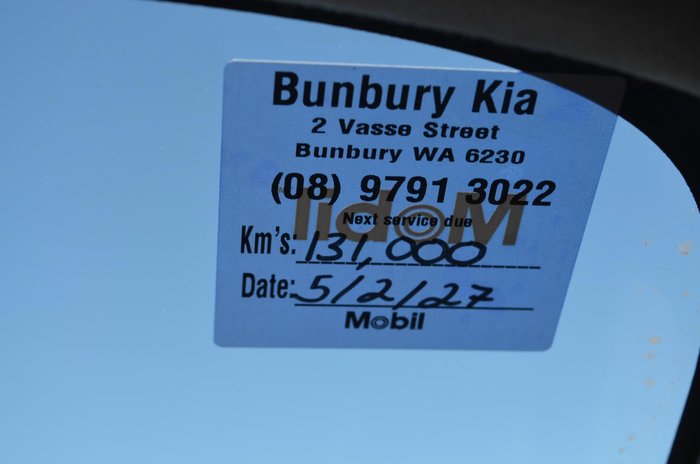 Bunbury Kia
2 Vasse Street
Bunbury WA 6230
(08) 9791 3022
Mobil
Next service due
Km's: 131,000
Date: 5/2/27
Mobil